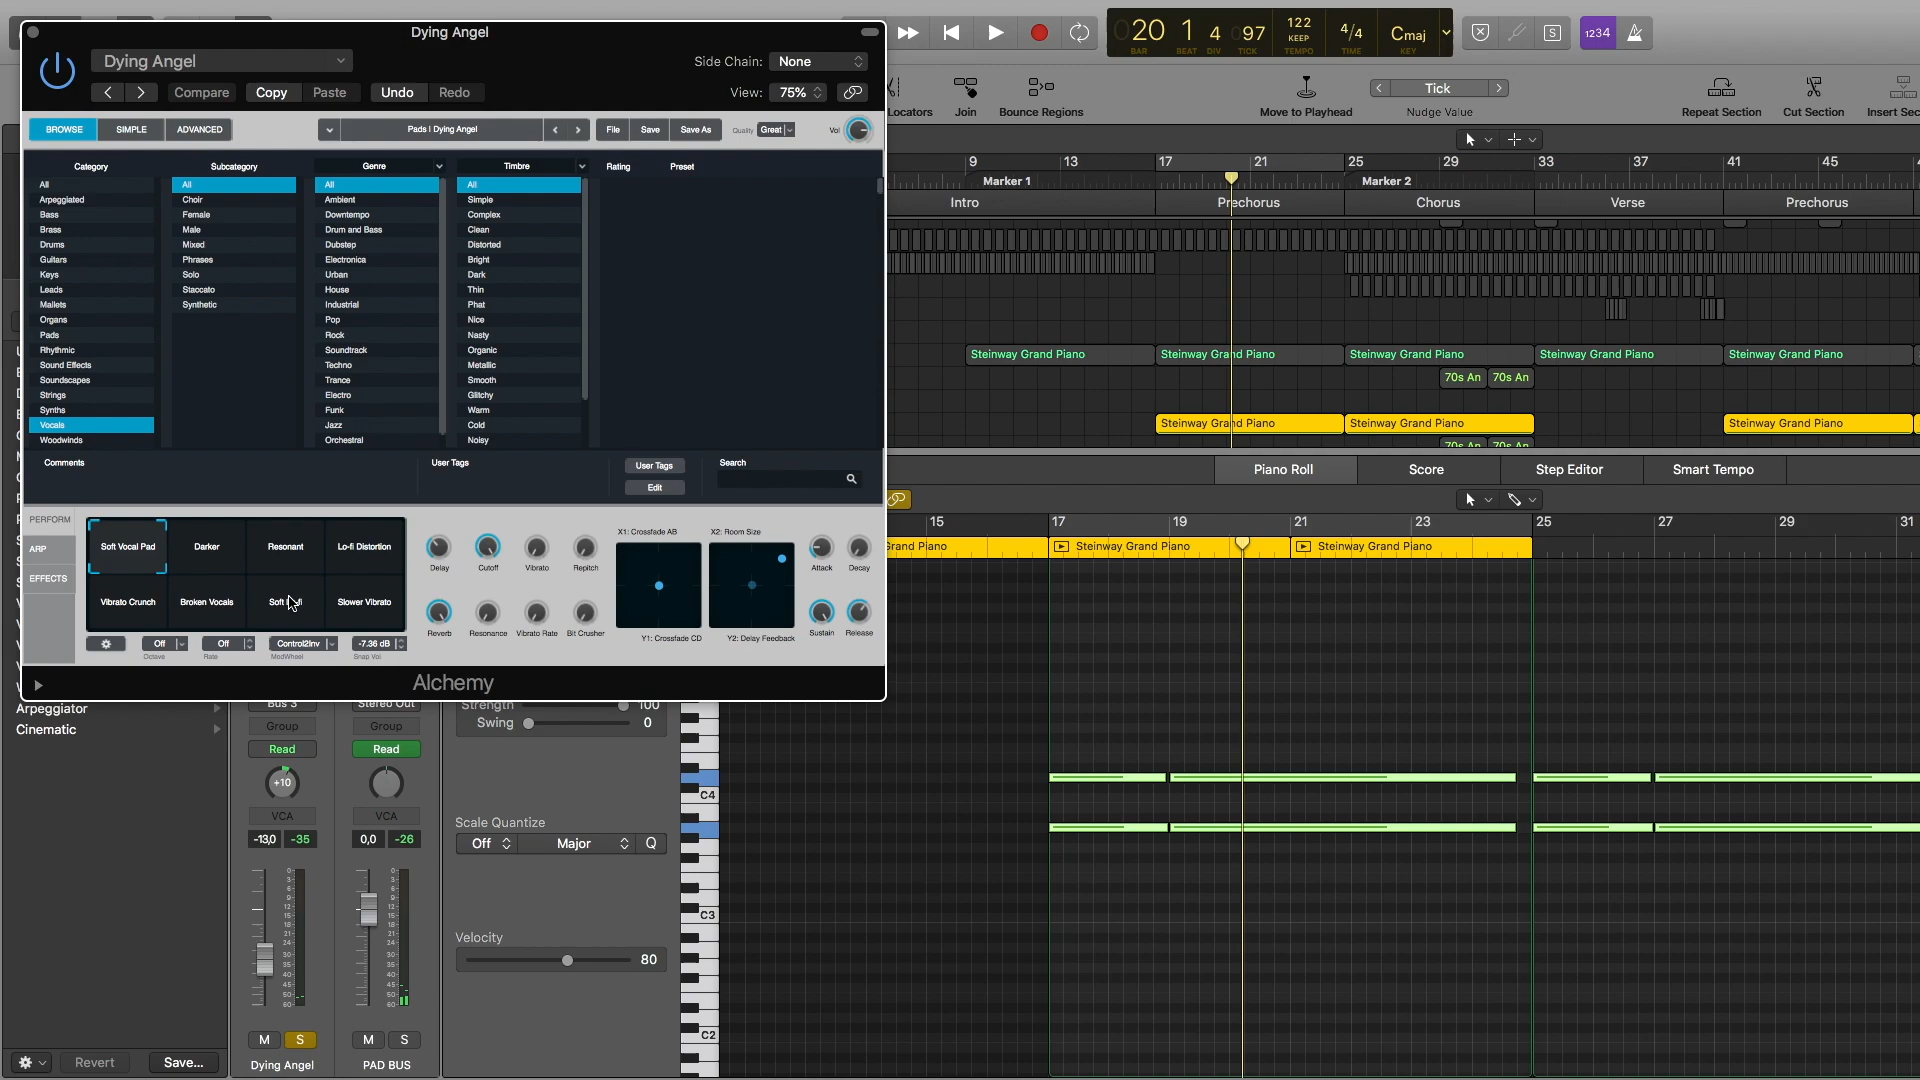 Dying Angel
Dying Angel
Side Chain: None
Compare Copy Paste Undo Redo
View: 75%
BROWSE SIMPLE ADVANCED
Pads | Dying Angel
File Save Save As Quality Great Vol
Category Subcategory Genre Timbre Rating Preset
All All All All
Arpeggiated Choir Ambient Simple
Bass Female Downtempo Complex
Brass Male Drum and Bass Clean
Drums Mixed Dubstep Distorted
Guitars Phrases Electronica Bright
Keys Solo Urban Dark
Leads Staccato House Thin
Mallets Synthetic Industrial Phat
Organs Pop Nice
Pads Rock Nasty
Rhythmic Soundtrack Organic
Sound Effects Techno Metallic
Soundscapes Trance Smooth
Strings Electro Glitchy
Synths Funk Warm
Vocals Jazz Cold
Woodwinds Orchestral Noisy
Comments User Tags User Tags Search
Edit
PERFORM
ARP
EFFECTS
Soft Vocal Pad Darker Resonant Lo-fi Distortion
Vibrato Crunch Broken Vocals Slower Vibrato
Off Off Control2Inv -7.36 dB
Octave Rate ModWheel Snap Vol
Delay Cutoff Vibrato Repitch
Reverb Resonance Vibrato Rate Bit Crusher
X1: Crossfade AB X2: Room Size
Y1: Crossfade CD Y2: Delay Feedback
Attack Decay
Sustain Release
Alchemy
20 1 4 097 122 4/4 Cmaj
KEEP
BAR BEAT DIV TICK TEMPO TIME KEY
S 1234
Locators Join Bounce Regions Move to Playhead
Tick
Nudge Value
Repeat Section Cut Section
9 13 17 21 25 29 33 37 41 45
Marker 1 Marker 2
Intro Prechorus Chorus Verse Prechorus
Steinway Grand Piano Steinway Grand Piano Steinway Grand Piano Steinway Grand Piano Steinway Grand Piano
70s An 70s An
Steinway Grand Piano Steinway Grand Piano Steinway Grand Piano
70s An 70s An
Piano Roll Score Step Editor Smart Tempo
15 17 19 21 23 25 27 29 31
Grand Piano Steinway Grand Piano Steinway Grand Piano
Arpeggiator
Cinematic
Bus 3 Stereo Out
Group Group
Read Read
+10
VCA VCA
-13,0 -35 0,0 -26
M S M S
Dying Angel PAD BUS
Revert Save...
Strength 100
Swing 0
Scale Quantize
Off Major Q
Velocity
80
C4
C3
C2